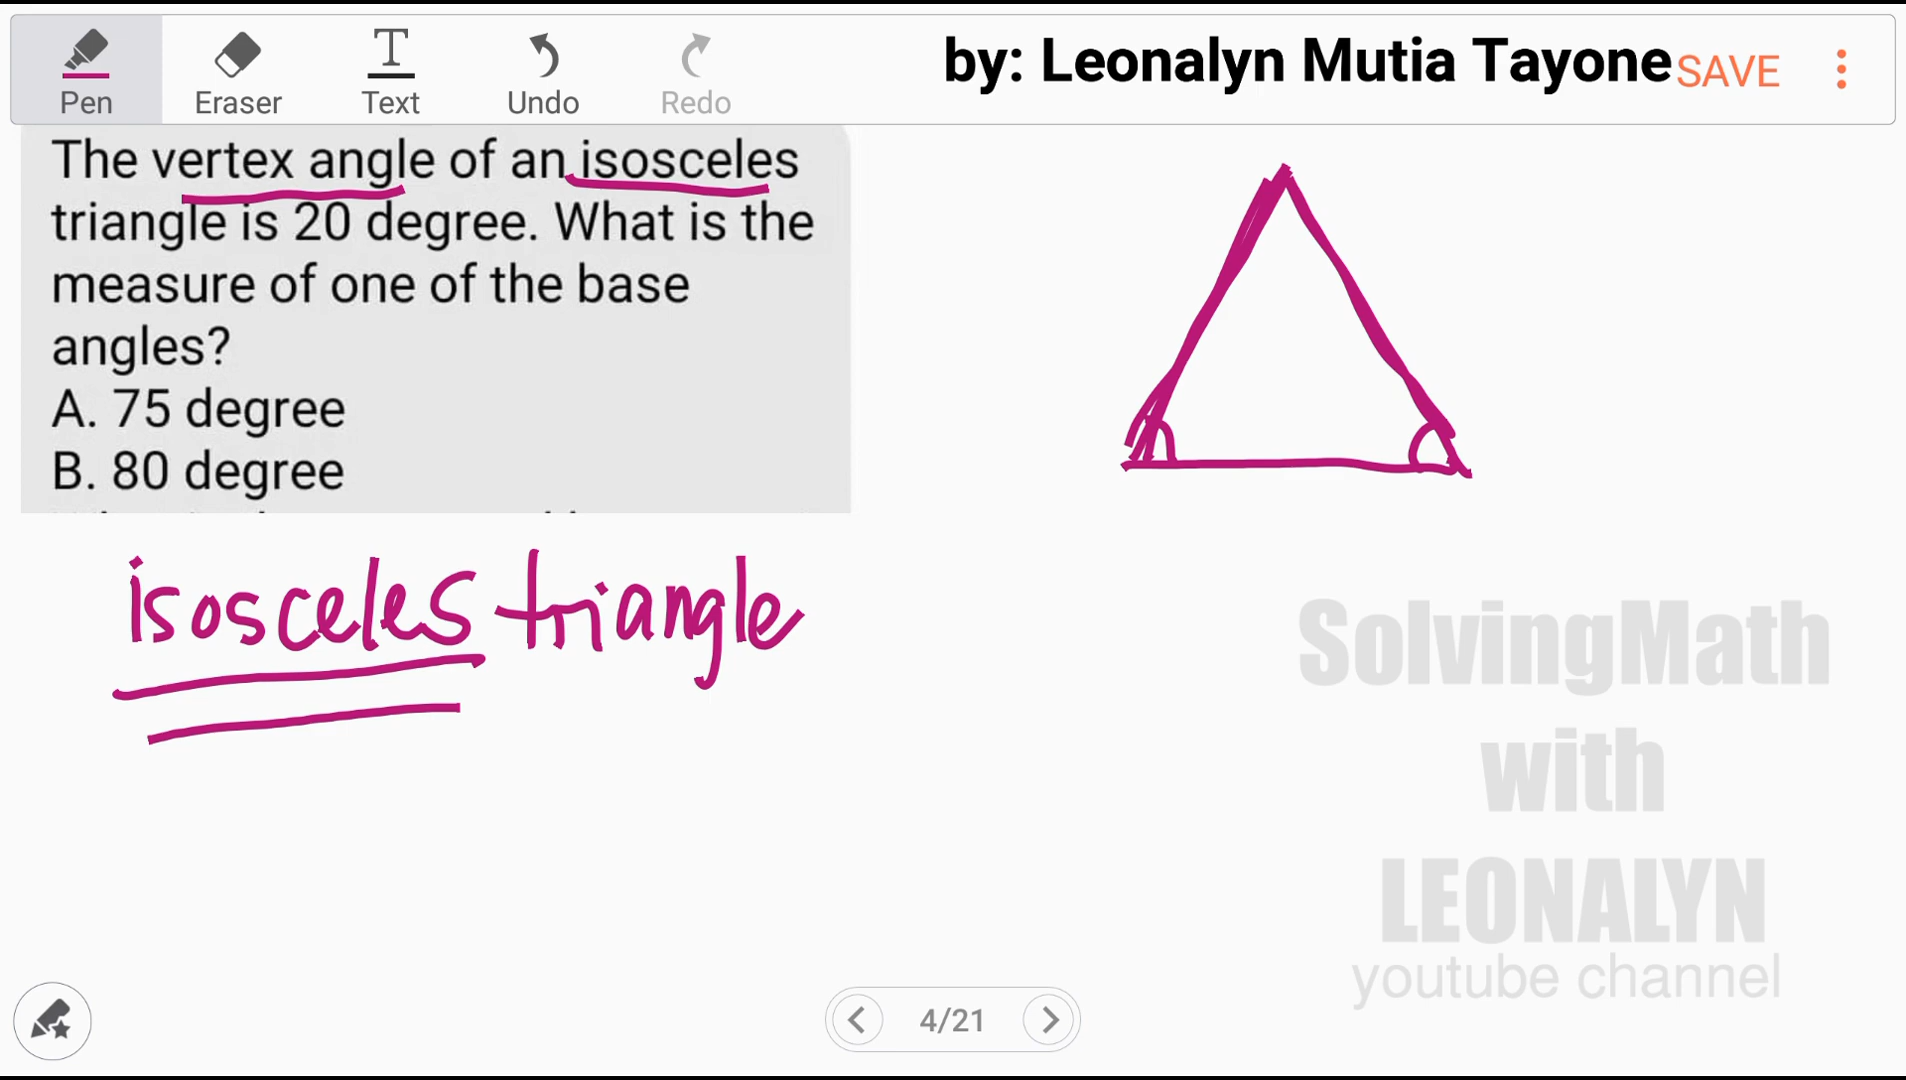 by: Leonalyn Mutia Tayone
SAVE
Pen
Eraser
Text
Undo
Redo
The vertex angle of an isosceles
triangle is 20 degree. What is the
measure of one of the base
angles?
A. 75 degree
B. 80 degree
isosceles triangle
SolvingMath
with
LEONALYN
youtube channel
4/21